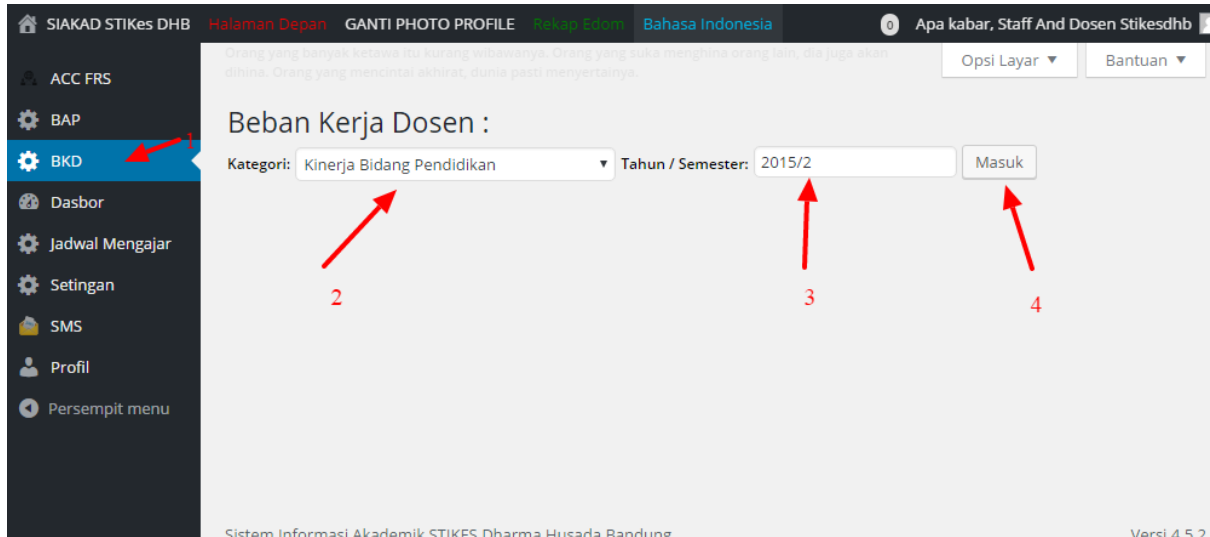 SIAKAD STIKes DHB Halaman Depan GANTI PHOTO PROFILE Rekap Edom Bahasa Indonesia 0 Apa kabar, Staff And Dosen Stikesdhb
Orang yang banyak ketawa itu kurang wibawanya. Orang yang suka menghina orang lain, dia juga akan
dihina. Orang yang mencintai akhirat, dunia pasti menyertainya.
Opsi Layar ▼ Bantuan ▼
ACC FRS
BAP
BKD
Dasbor
Jadwal Mengajar
Setingan
SMS
Profil
Persempit menu
1
Beban Kerja Dosen :
Kategori: Kinerja Bidang Pendidikan ▼ Tahun / Semester: 2015/2 Masuk
2 3 4
Sistem Informasi Akademik STIKES Dharma Husada Bandung Versi 4.5.2